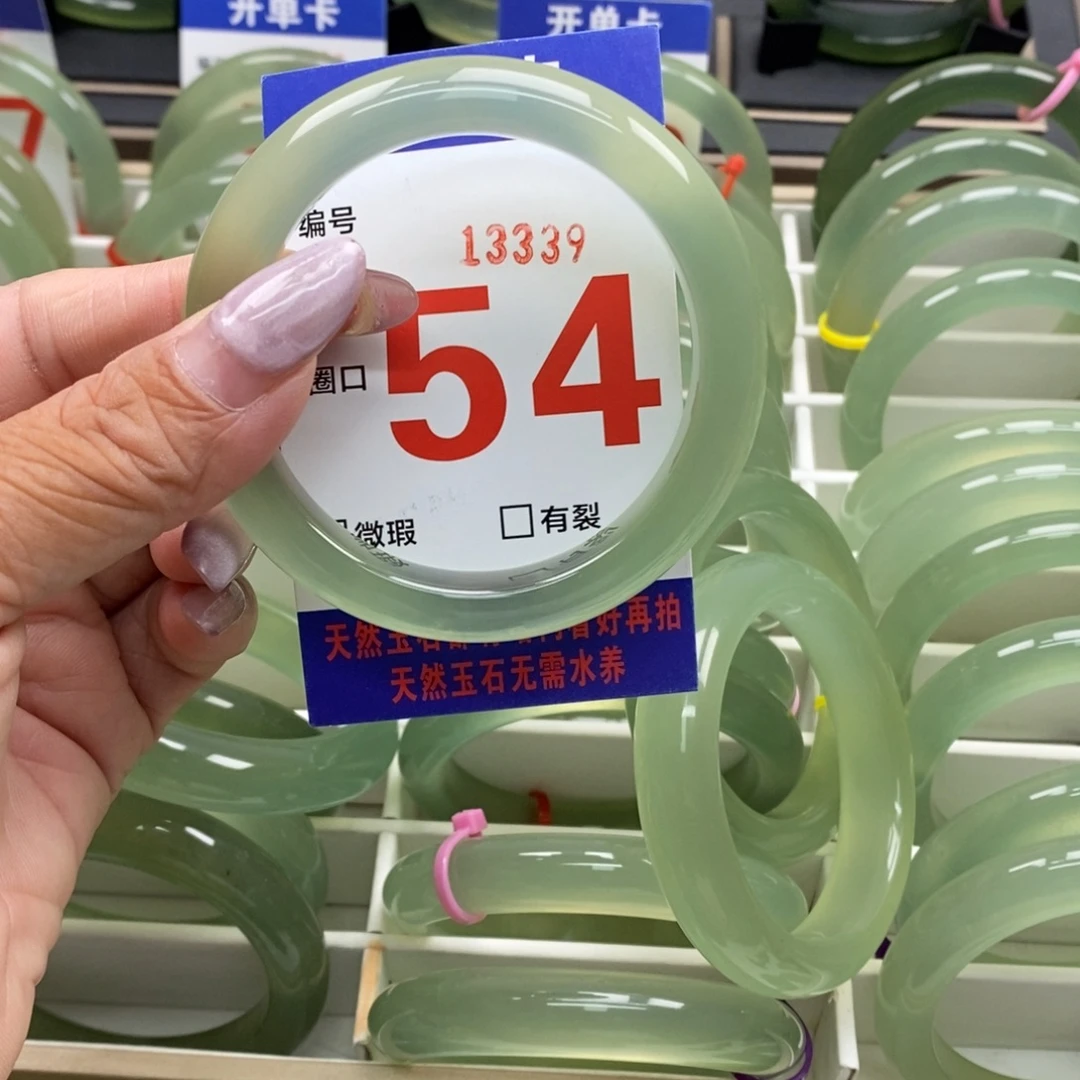 开单卡
开单卡
编号
13339
圈口
54
微瑕
□有裂
天然玉石
好再拍
天然玉石无需水养